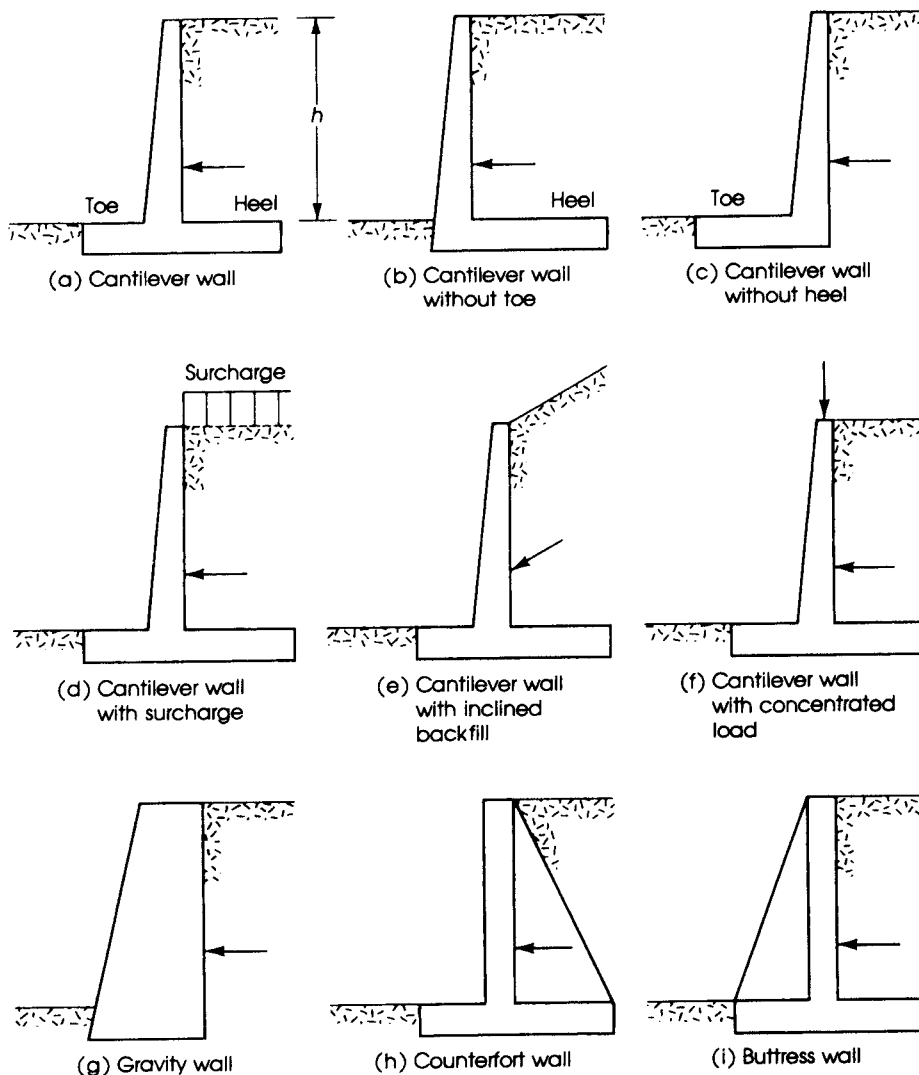 h
Toe
Heel
(a) Cantilever wall
Heel
(b) Cantilever wall
without toe
Toe
(c) Cantilever wall
without heel
Surcharge
(d) Cantilever wall
with surcharge
(e) Cantilever wall
with inclined
backfill
(f) Cantilever wall
with concentrated
load
(g) Gravity wall
(h) Counterfort wall
(i) Buttress wall